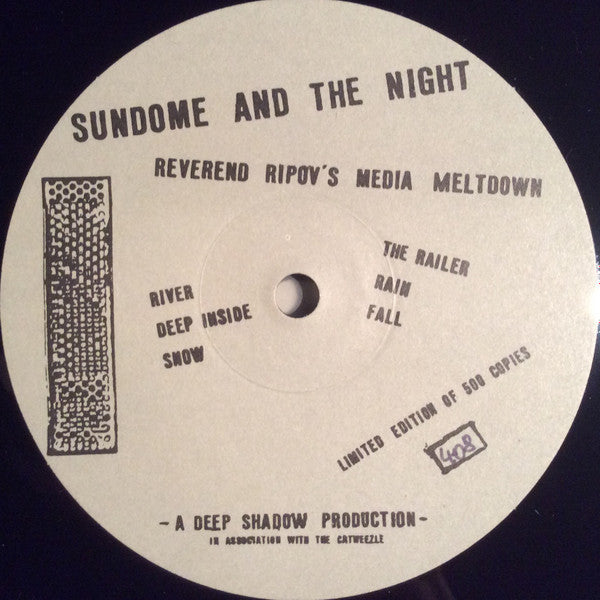 SUNDOME AND THE NIGHT
REVEREND RIPOV'S MEDIA MELTDOWN
RIVER
DEEP INSIDE
SNOW
THE RAILER
RAIN
FALL
LIMITED EDITION OF 500 COPIES
408
- A DEEP SHADOW PRODUCTION -
IN ASSOCIATION WITH THE CATWEEZLE